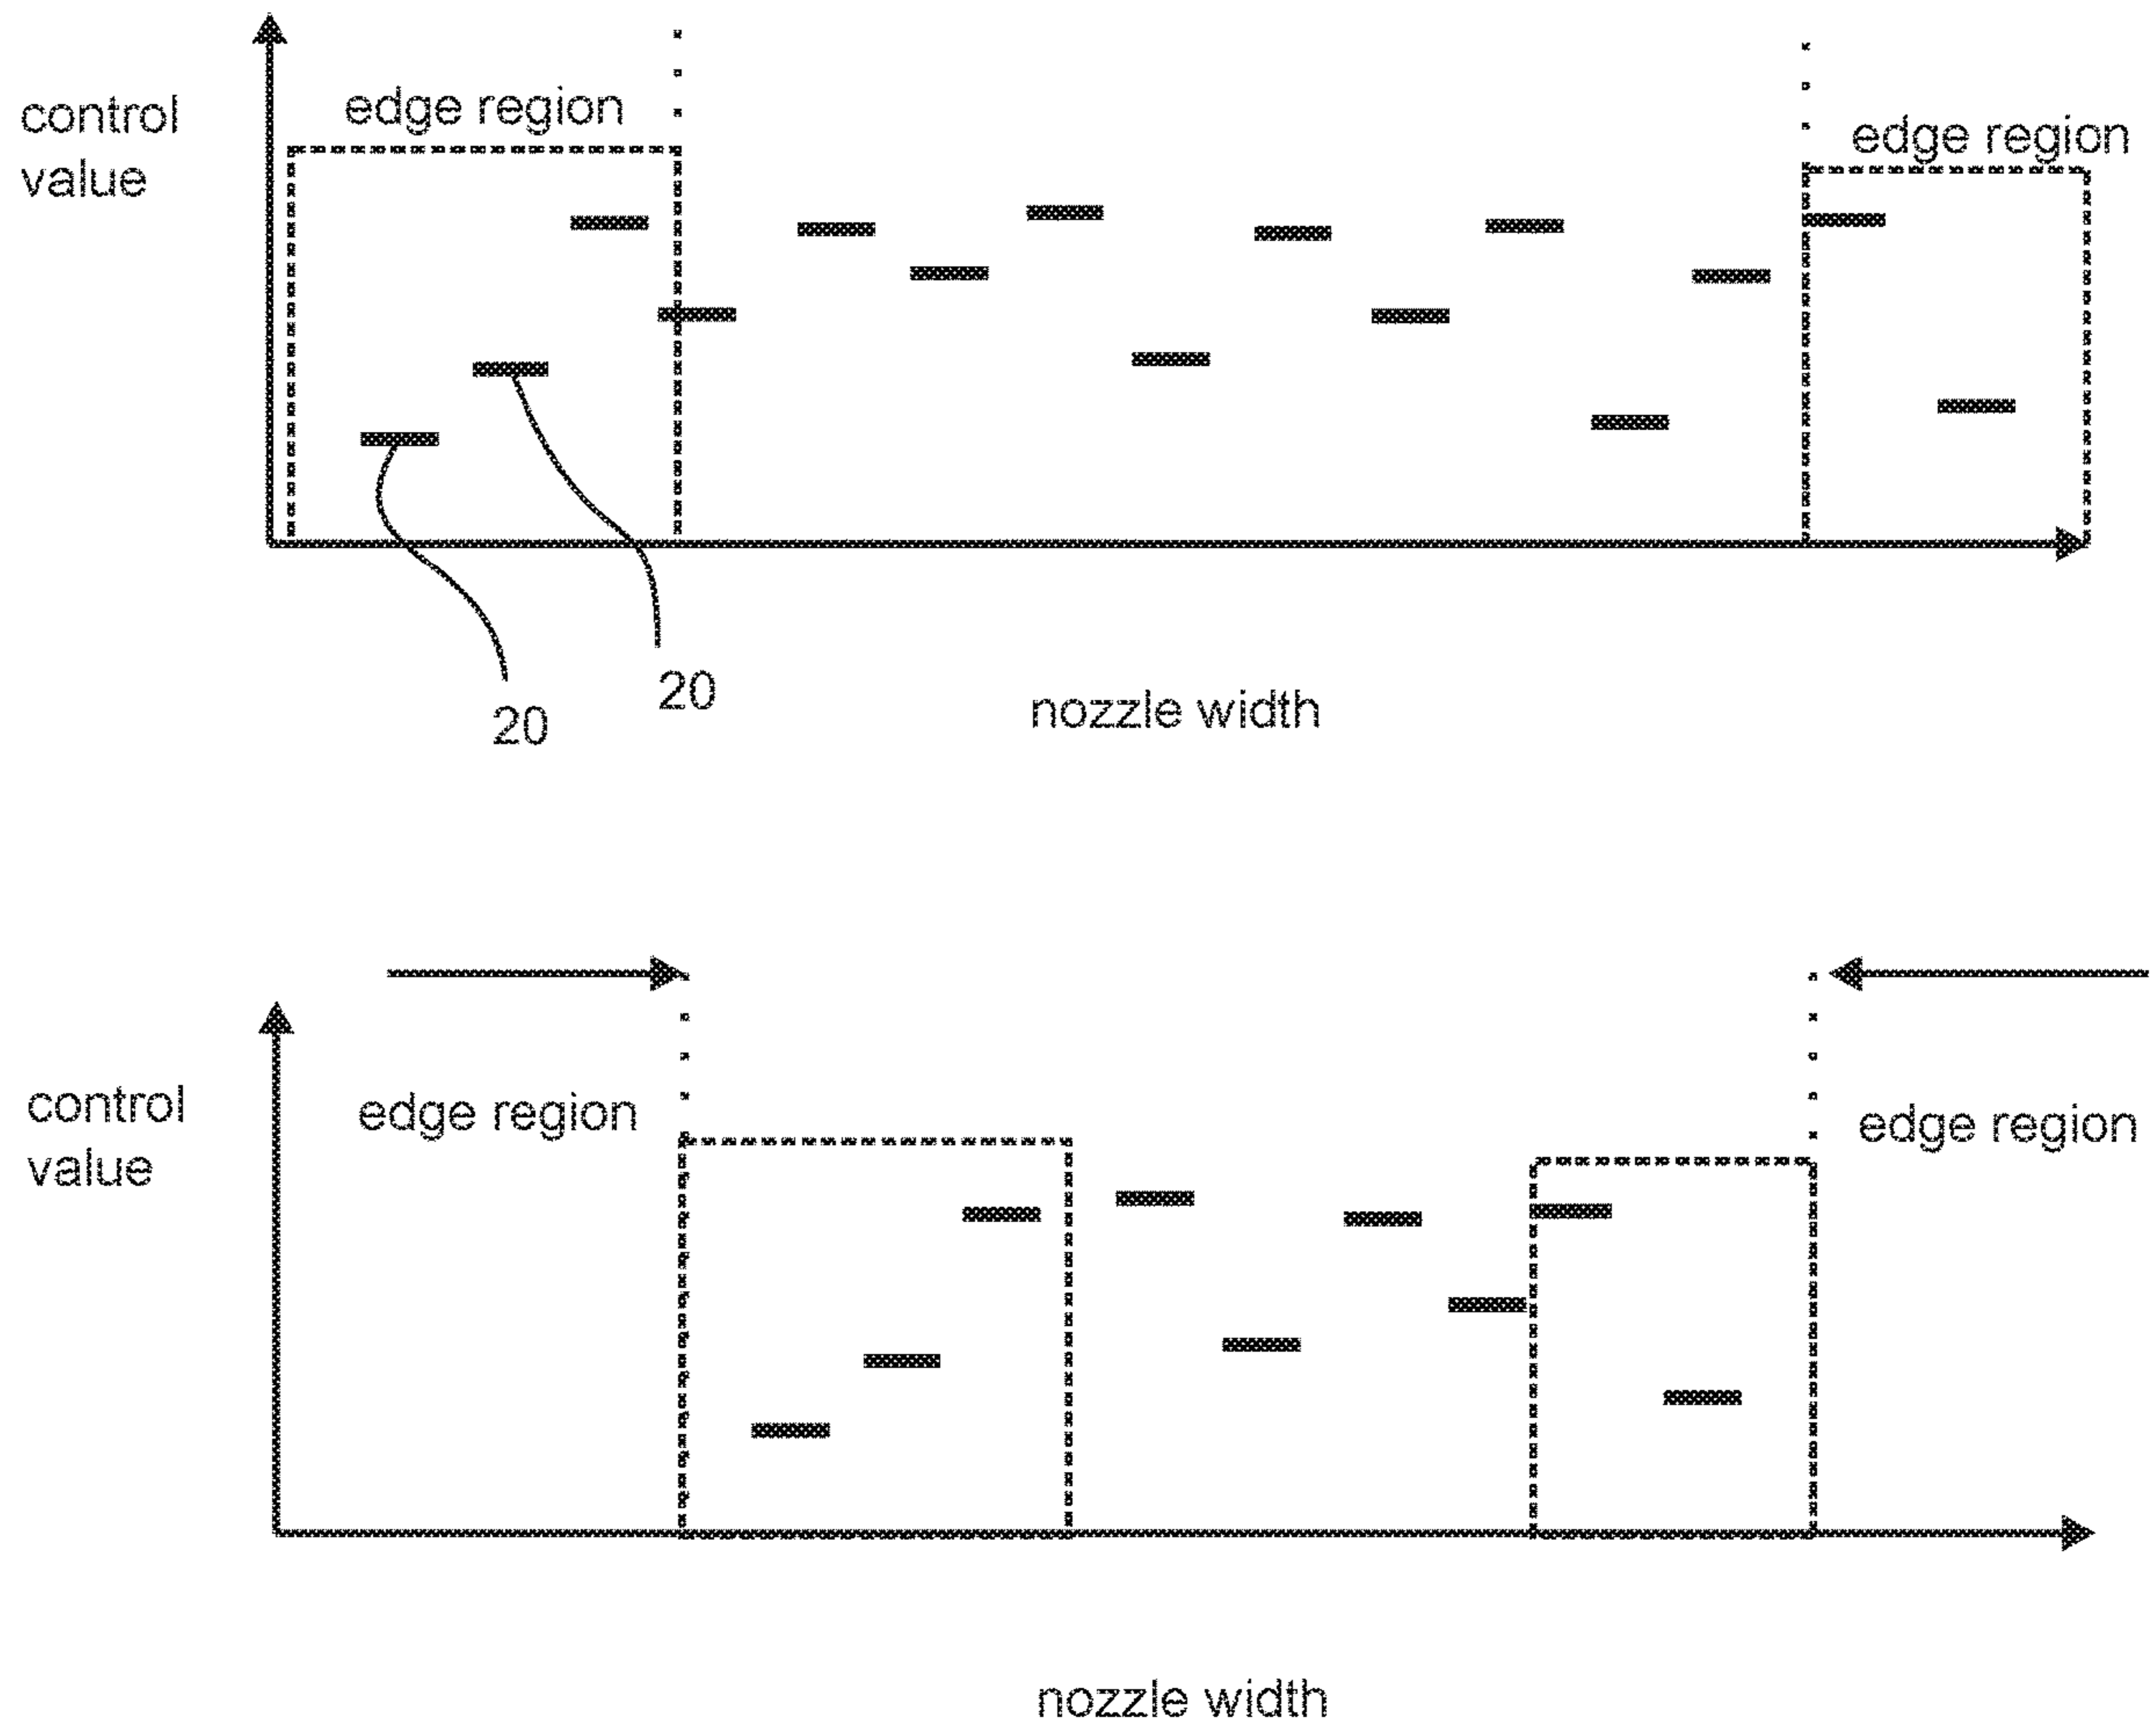 control
value
edge region
edge region
20
20
nozzle width
control
value
edge region
edge region
nozzle width